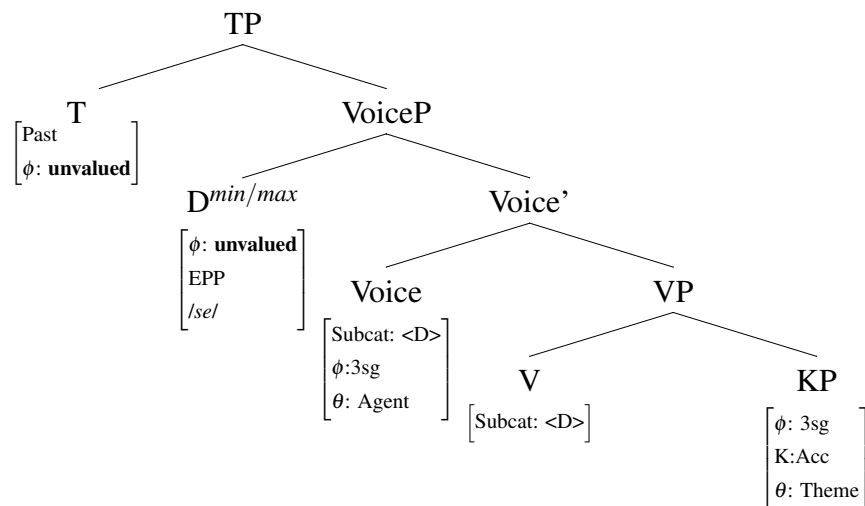 TP
T
VoiceP
Past
ϕ: unvalued
D^min/max
Voice’
ϕ: unvalued
EPP
/se/
Voice
VP
Subcat: <D>
ϕ:3sg
θ: Agent
V
KP
Subcat: <D>
ϕ: 3sg
K:Acc
θ: Theme